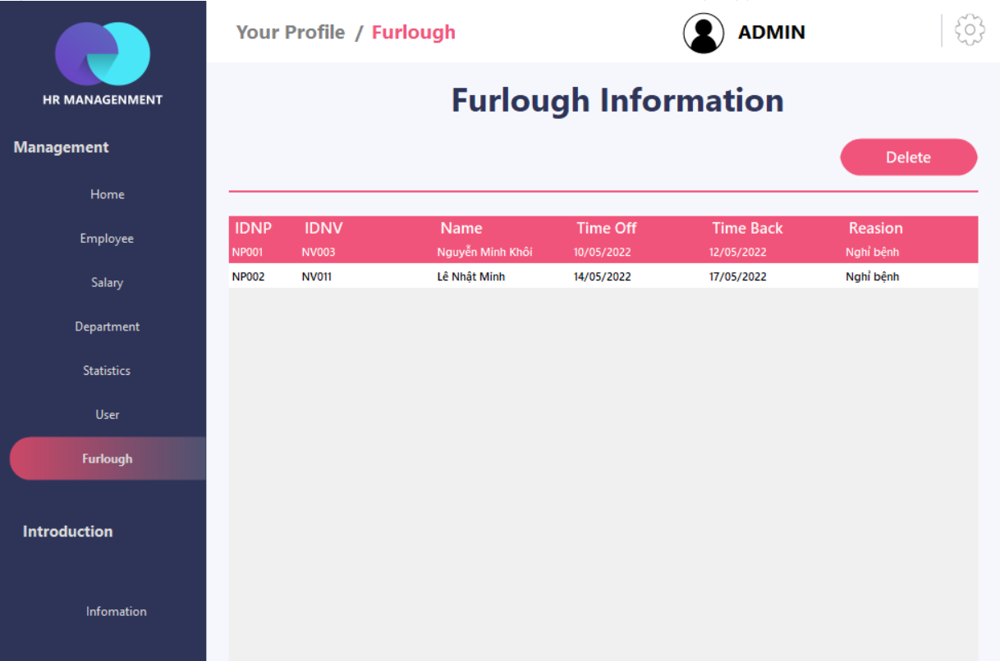 HR MANAGENMENT
Management
Home
Employee
Salary
Department
Statistics
User
Furlough
Introduction
Infomation
Your Profile / Furlough
ADMIN
Furlough Information
Delete
IDNP IDNV Name Time Off Time Back Reasion
NP001 NV003 Nguyễn Minh Khôi 10/05/2022 12/05/2022 Nghỉ bệnh
NP002 NV011 Lê Nhật Minh 14/05/2022 17/05/2022 Nghỉ bệnh